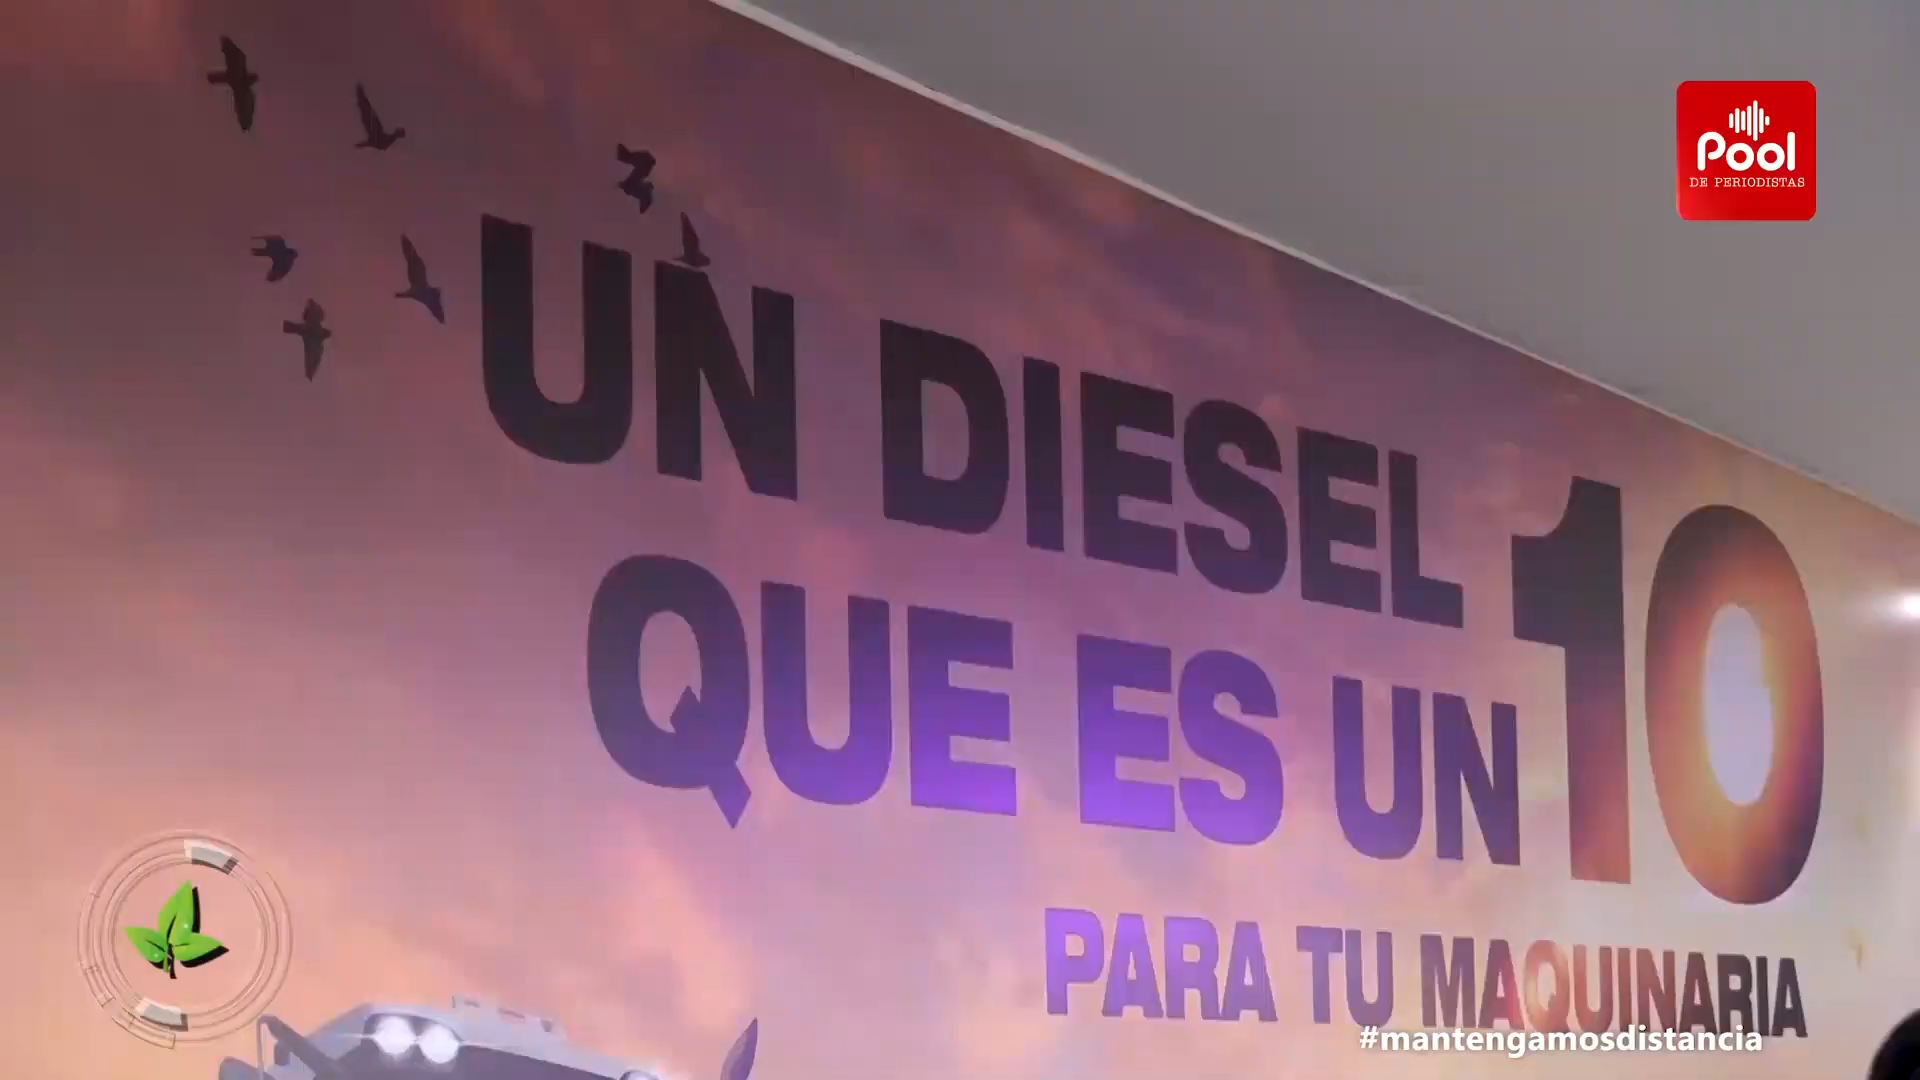 Pool
DE PERIODISTAS
UN DIESEL 10
QUE ES UN
PARA TU MAQUINARIA
#mantengamosdistancia